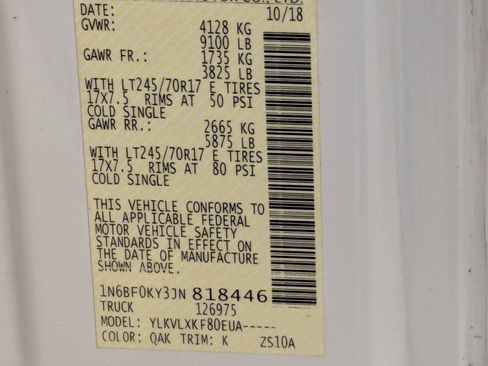 CO., LTD.
DATE: 10/18
GVWR: 4128 KG
9100 LB
GAWR FR.: 1735 KG
3825 LB
WITH LT245/70R17 E TIRES
17X7.5 RIMS AT 50 PSI
COLD SINGLE
GAWR RR.: 2665 KG
5875 LB
WITH LT245/70R17 E TIRES
17X7.5 RIMS AT 80 PSI
COLD SINGLE
THIS VEHICLE CONFORMS TO
ALL APPLICABLE FEDERAL
MOTOR VEHICLE SAFETY
STANDARDS IN EFFECT ON
THE DATE OF MANUFACTURE
SHOWN ABOVE.
1N6BF0KY3JN 818446
TRUCK 126975
MODEL: YLKVLXKF80EUA-----
COLOR: QAK TRIM: K ZS10A